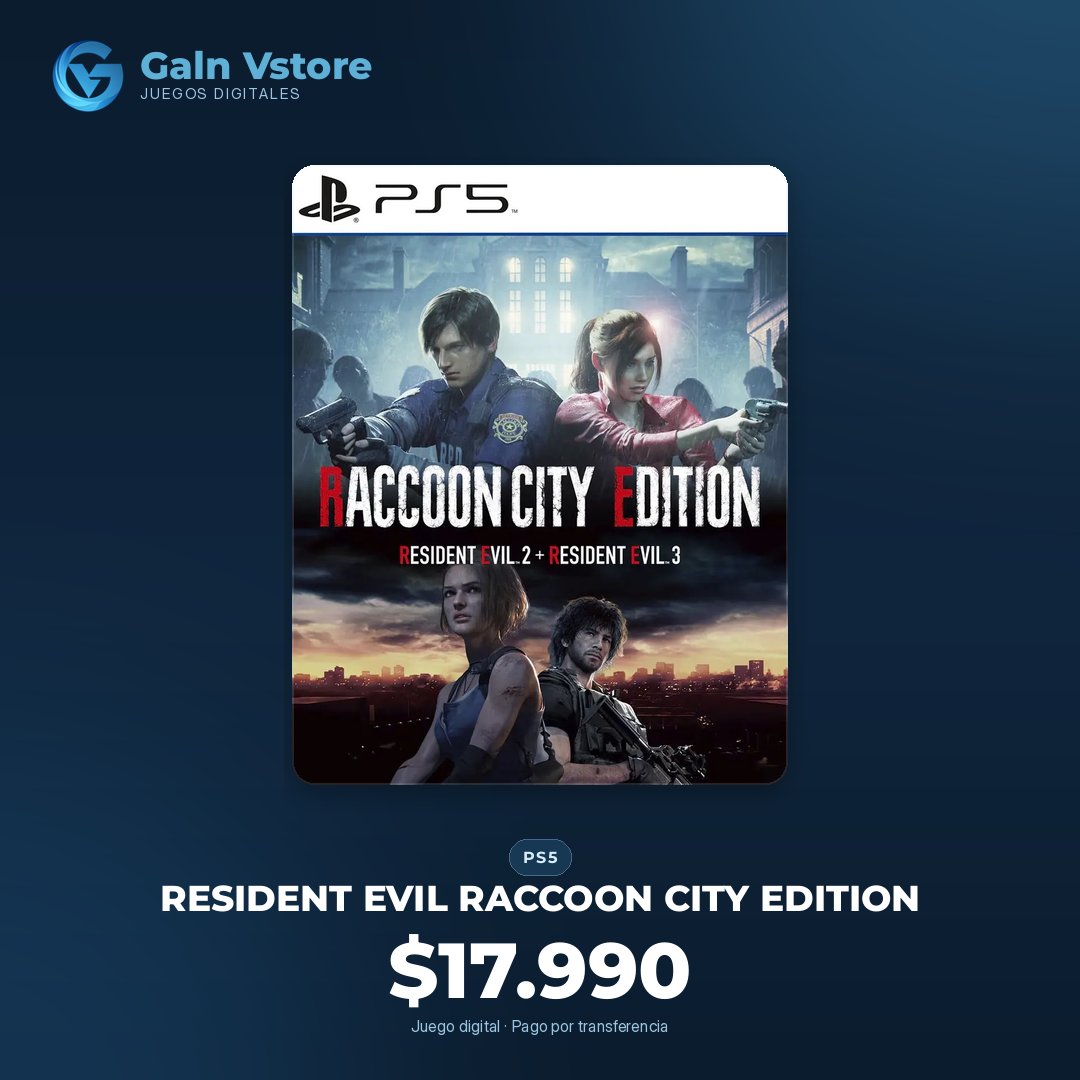 GaIn Vstore
JUEGOS DIGITALES
PS5
RACCOON CITY EDITION
RESIDENT EVIL 2 + RESIDENT EVIL 3
PS5
RESIDENT EVIL RACCOON CITY EDITION
$17.990
Juego digital · Pago por transferencia